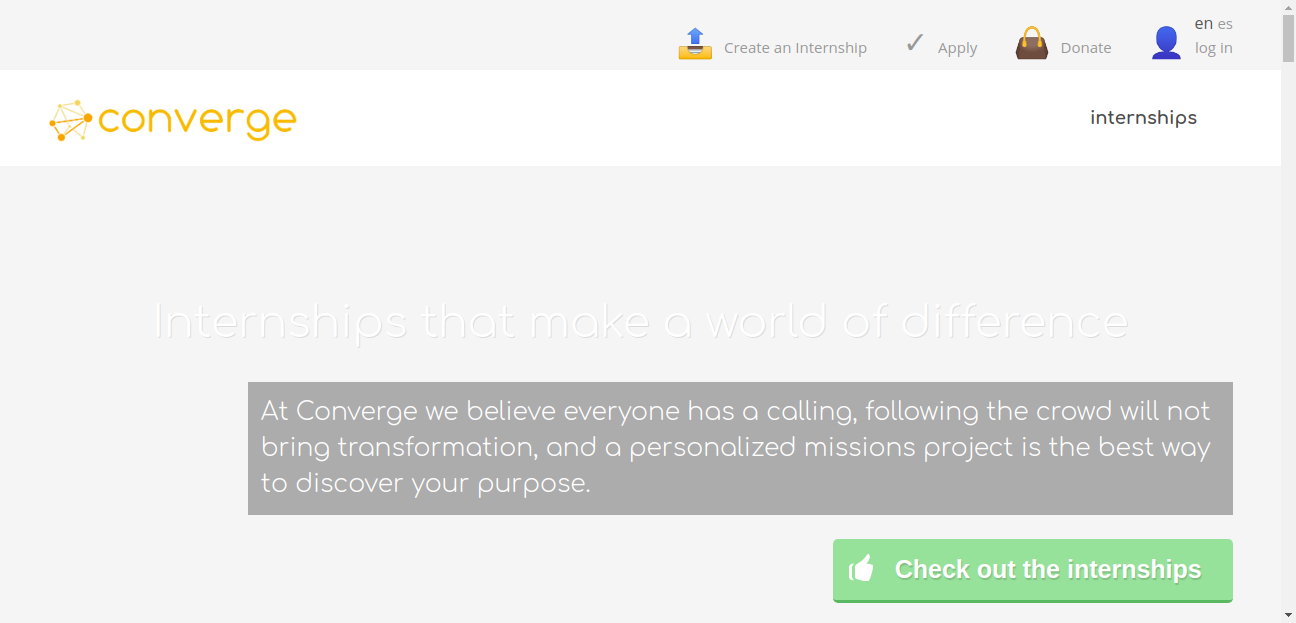 en es
Create an Internship
Apply
Donate
log in
converge
internships
Internships that make a world of difference
At Converge we believe everyone has a calling, following the crowd will not
bring transformation, and a personalized missions project is the best way
to discover your purpose.
Check out the internships